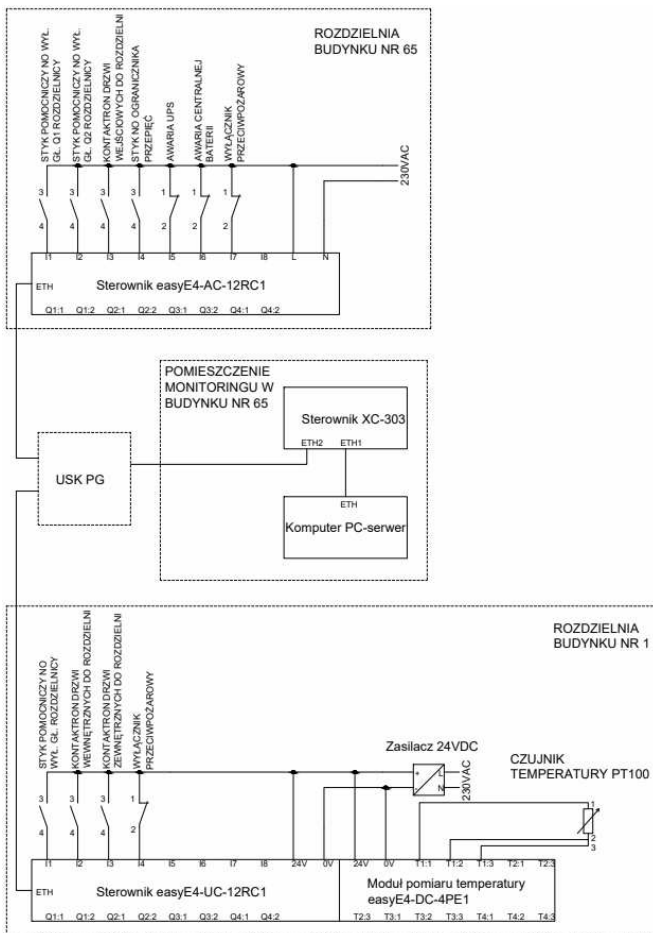 ROZDZIELNIA
BUDYNKU NR 65
STYK POMOCNICZY NO WYŁ.
GŁ. Q1 ROZDZIELNICY
STYK POMOCNICZY NO WYŁ.
GŁ. Q2 ROZDZIELNICY
KONTAKTRON DRZWI
WEJŚCIOWYCH DO ROZDZIELNI
STYK NO OGRANICZNIKA
PRZEPIĘĆ
AWARIA UPS
AWARIA CENTRALNEJ
BATERII
WYŁĄCZNIK
PRZECIWPOŻAROWY
230VAC
3 3 3 3 1 1 1
4 4 4 4 2 2 2
I1 I2 I3 I4 I5 I6 I7 I8 L N
ETH
Sterownik easyE4-AC-12RC1
Q1:1 Q1:2 Q2:1 Q2:2 Q3:1 Q3:2 Q4:1 Q4:2
POMIESZCZENIE
MONITORINGU W
BUDYNKU NR 65
Sterownik XC-303
ETH2 ETH1
USK PG
ETH
Komputer PC-serwer
ROZDZIELNIA
BUDYNKU NR 1
STYK POMOCNICZY NO
WYŁ. GŁ. ROZDZIELNICY
KONTAKTRON DRZWI
WEWNĘTRZNYCH DO ROZDZIELNI
KONTAKTRON DRZWI
ZEWNĘTRZNYCH DO ROZDZIELNI
WYŁĄCZNIK
PRZECIWPOŻAROWY
Zasilacz 24VDC
+ L
- N
230VAC
CZUJNIK
TEMPERATURY PT100
1
2
3
3 3 3 1
4 4 4 2
I1 I2 I3 I4 I5 I6 I7 I8 24V 0V 24V 0V T1:1 T1:2 T1:3 T2:1 T2:3
ETH
Sterownik easyE4-UC-12RC1
Moduł pomiaru temperatury
easyE4-DC-4PE1
Q1:1 Q1:2 Q2:1 Q2:2 Q3:1 Q3:2 Q4:1 Q4:2 T2:3 T3:1 T3:2 T3:3 T4:1 T4:2 T4:3